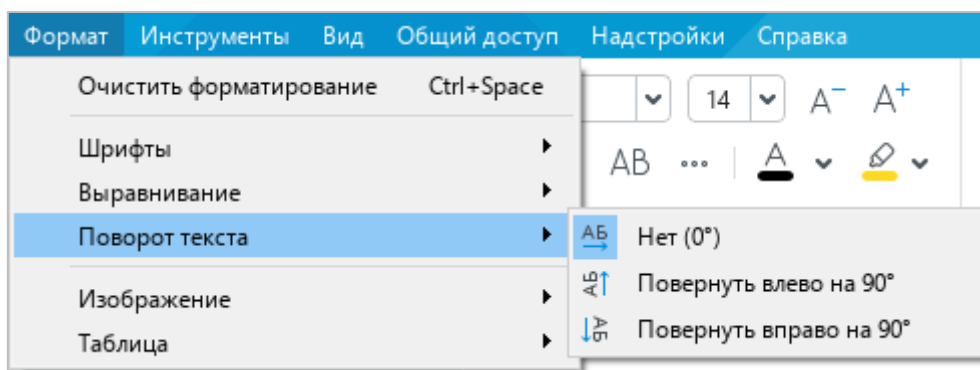 Формат Инструменты Вид Общий доступ Надстройки Справка
Очистить форматирование Ctrl+Space
14 A− A+
Шрифты
AB ••• A
Выравнивание
Поворот текста
АБ Нет (0°)
АБ Повернуть влево на 90°
АБ Повернуть вправо на 90°
Изображение
Таблица